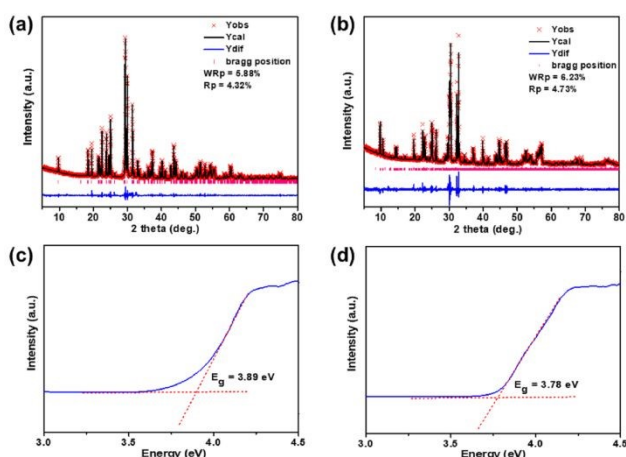 (a)
Yobs
Ycal
Ydif
bragg position
WRp = 5.88%
Rp = 4.32%
Intensity (a.u.)
10 20 30 40 50 60 70 80
2 theta (deg.)
(b)
Yobs
Ycal
Ydif
bragg position
WRp = 6.23%
Rp = 4.73%
Intensity (a.u.)
10 20 30 40 50 60 70 80
2 theta (deg.)
(c)
Intensity (a.u.)
Eg = 3.89 eV
3.0 3.5 4.0 4.5
Energy (eV)
(d)
Intensity (a.u.)
Eg = 3.78 eV
3.0 3.5 4.0 4.5
Energy (eV)